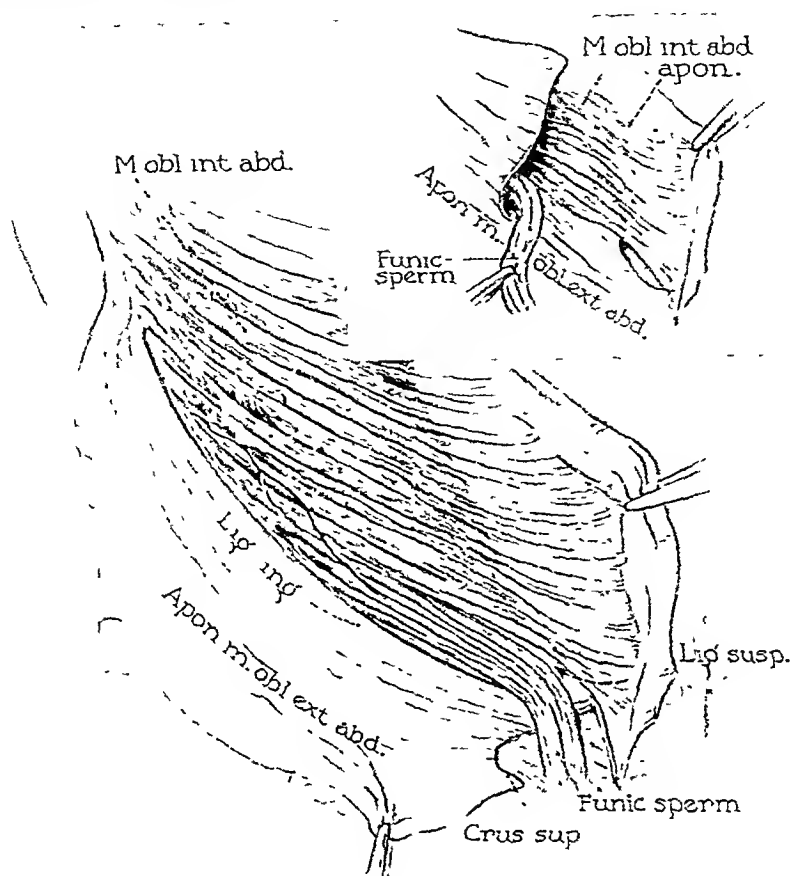 M obl int abd
apon.
M obl int abd.
Apon m.
obl ext abd.
Funic-
sperm
Lig ing
Apon m. obl ext abd.
Lig susp.
Funic sperm
Crus sup